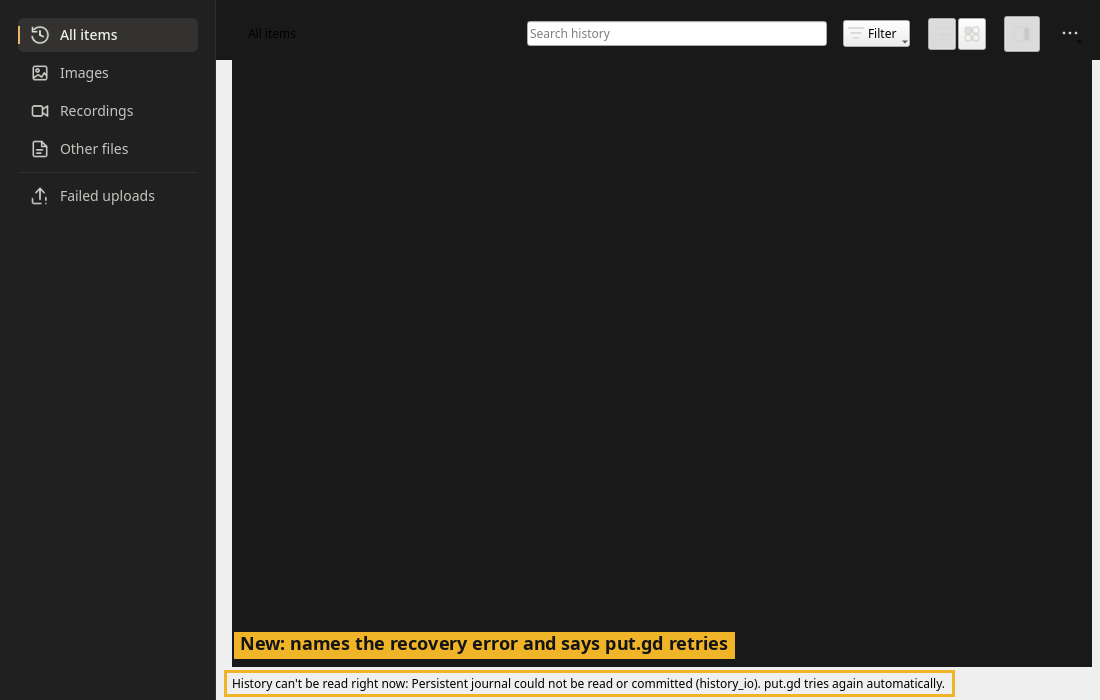 All items
Images
Recordings
Other files
Failed uploads
All items
Search history
Filter
New: names the recovery error and says put.gd retries
History can't be read right now: Persistent journal could not be read or committed (history_io). put.gd tries again automatically.